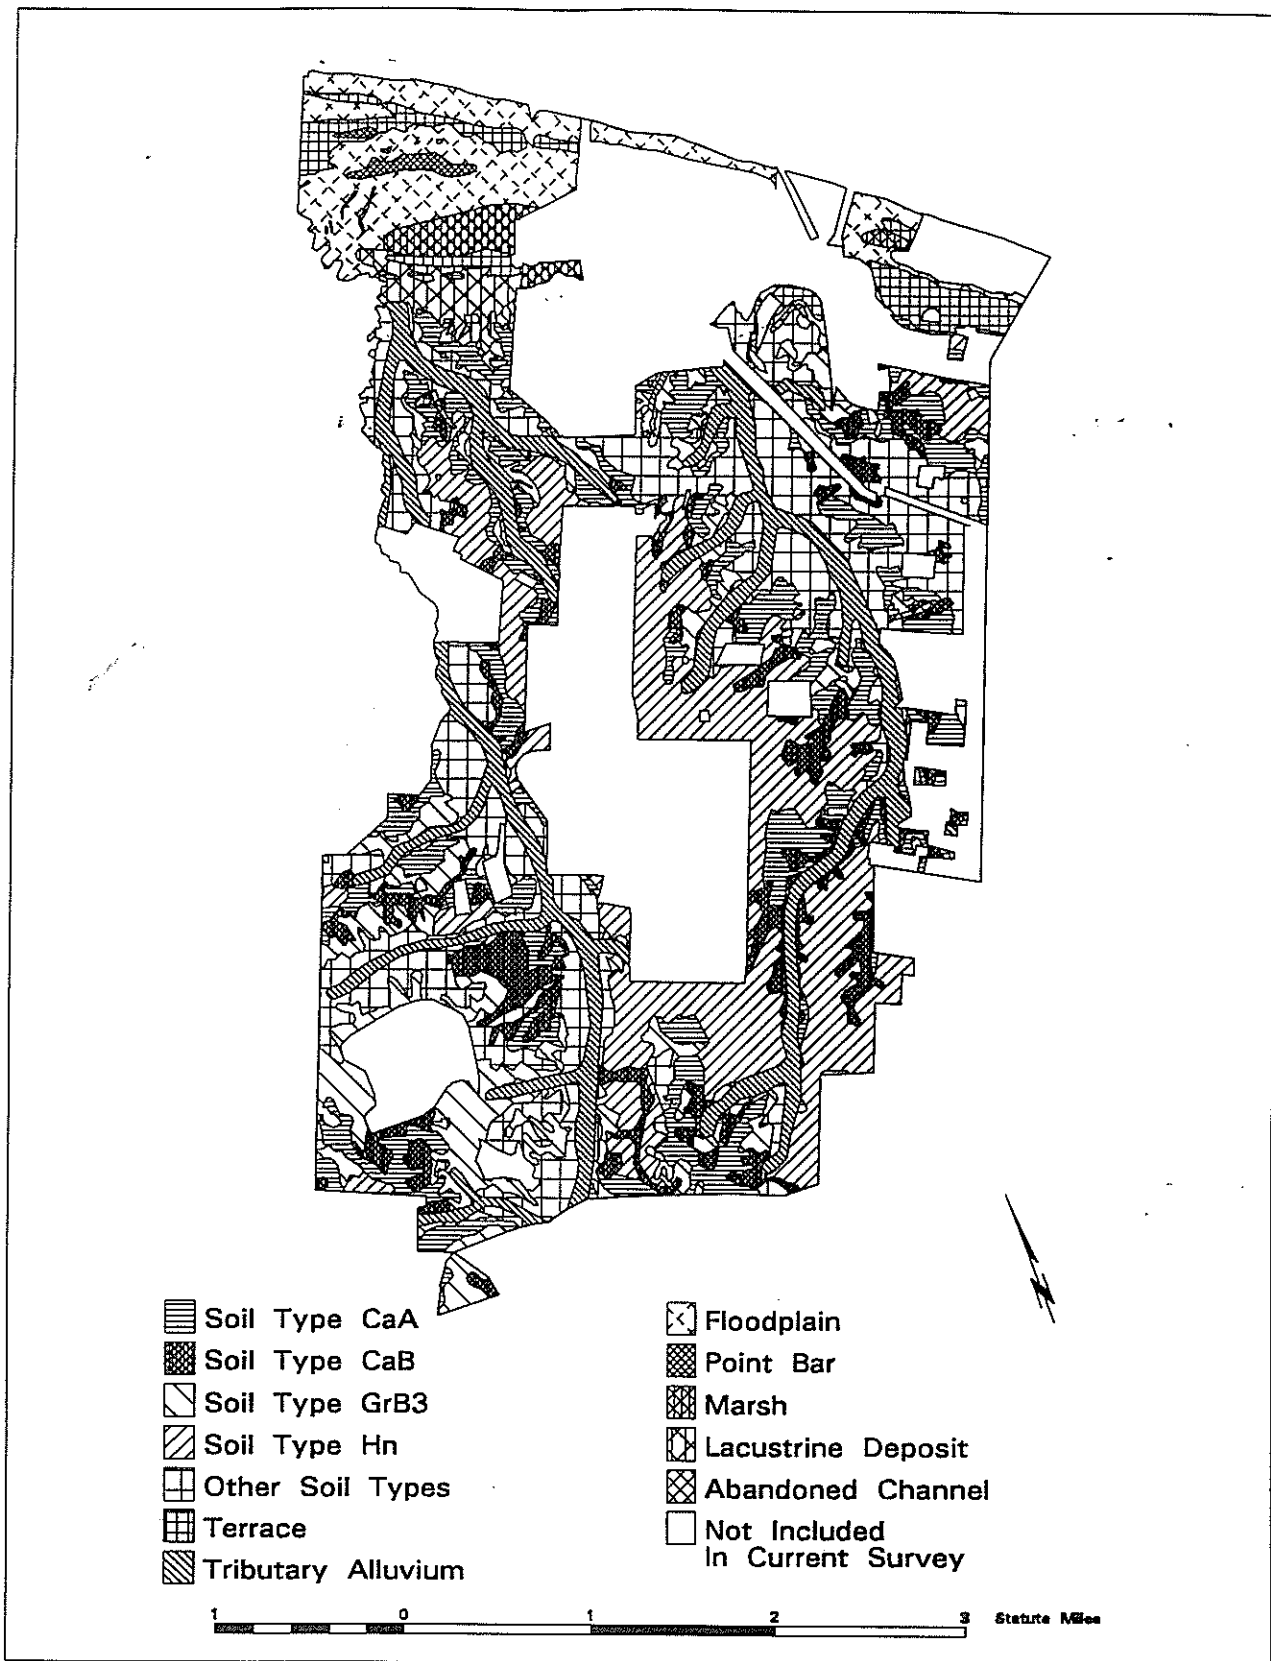 Soil Type CaA
Soil Type CaB
Soil Type GrB3
Soil Type Hn
Other Soil Types
Terrace
Tributary Alluvium
Floodplain
Point Bar
Marsh
Lacustrine Deposit
Abandoned Channel
Not Included
In Current Survey
1 0 1 2 3 Statute Miles